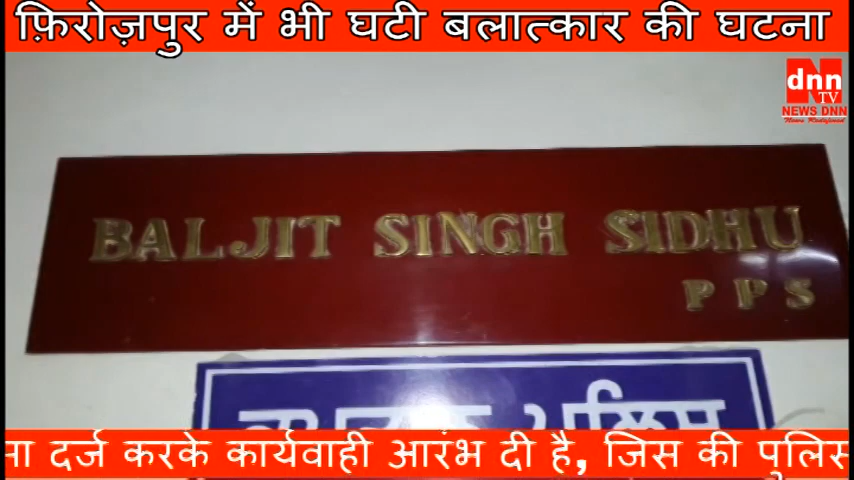 फ़िरोज़पुर में भी घटी बलात्कार की घटना
dnn
TV
NEWS DNN
BALJIT SINGH SIDHU
PPS
दर्ज करके कार्यवाही आरंभ दी है, जिस की पुलिस